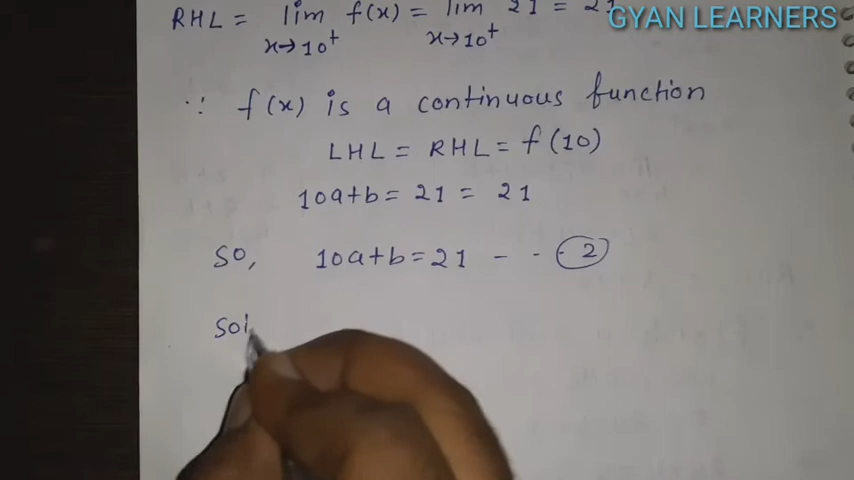 RHL = lim f(x) = lim 21 = 21
x→10⁺ x→10⁺
GYAN LEARNERS
∵ f(x) is a continuous function
LHL = RHL = f(10)
10a+b = 21 = 21
So, 10a+b = 21 - - - 2
Sol